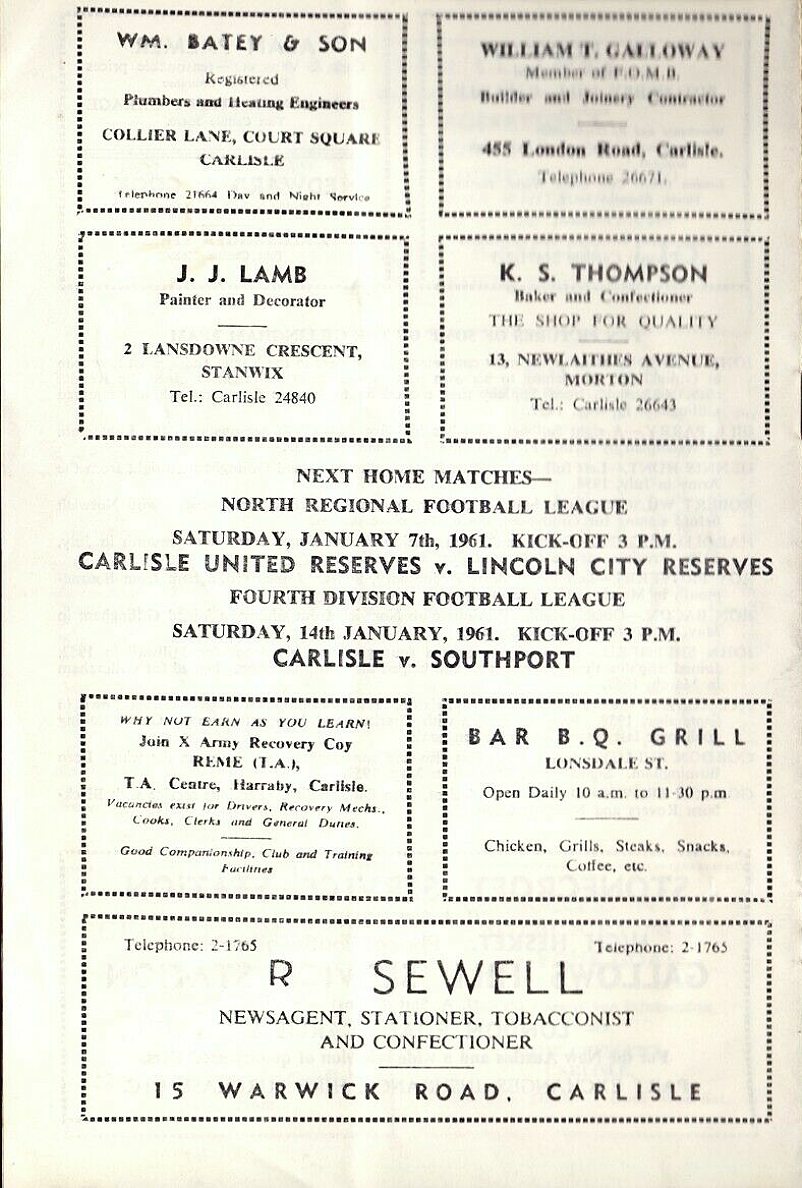 WM. BATEY & SON
Registered
Plumbers and Heating Engineers
COLLIER LANE, COURT SQUARE
CARLISLE
Telephone 21664 Day and Night Service
WILLIAM T. GALLOWAY
Member of F.O.M.B.
Builder and Joinery Contractor
455 London Road, Carlisle.
Telephone 26671.
J. J. LAMB
Painter and Decorator
2 LANSDOWNE CRESCENT,
STANWIX
Tel.: Carlisle 24840
K. S. THOMPSON
Baker and Confectioner
THE SHOP FOR QUALITY
13, NEWLAITHES AVENUE,
MORTON
Tel.: Carlisle 26643
NEXT HOME MATCHES—
NORTH REGIONAL FOOTBALL LEAGUE
SATURDAY, JANUARY 7th, 1961. KICK-OFF 3 P.M.
CARLISLE UNITED RESERVES v. LINCOLN CITY RESERVES
FOURTH DIVISION FOOTBALL LEAGUE
SATURDAY, 14th JANUARY, 1961. KICK-OFF 3 P.M.
CARLISLE v. SOUTHPORT
WHY NOT EARN AS YOU LEARN!
Join X Army Recovery Coy
REME (T.A.),
T.A. Centre, Harraby, Carlisle.
Vacancies exist for Drivers, Recovery Mechs.,
Cooks, Clerks and General Duties.
Good Companionship, Club and Training
Facilities
BAR B.Q. GRILL
LONSDALE ST.
Open Daily 10 a.m. to 11-30 p.m
Chicken, Grills, Steaks, Snacks,
Coffee, etc.
Telephone: 2-1765 Telephone: 2-1765
R SEWELL
NEWSAGENT, STATIONER, TOBACCONIST
AND CONFECTIONER
15 WARWICK ROAD, CARLISLE